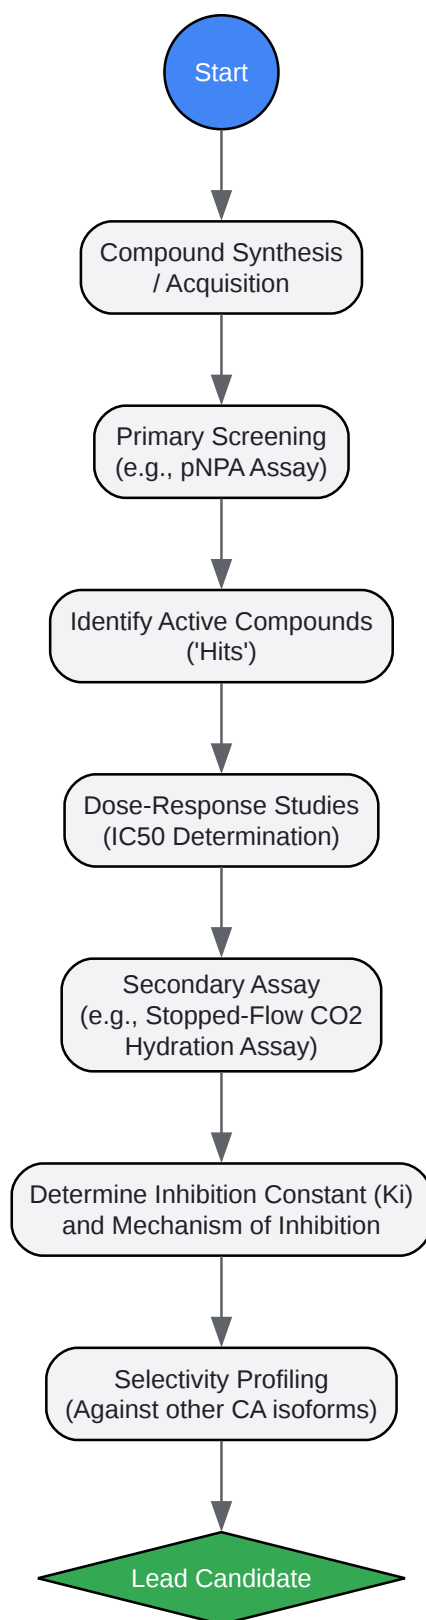 Start
Compound Synthesis
/ Acquisition
Primary Screening
(e.g., pNPA Assay)
Identify Active Compounds
('Hits')
Dose-Response Studies
(IC50 Determination)
Secondary Assay
(e.g., Stopped-Flow CO2
Hydration Assay)
Determine Inhibition Constant (Ki)
and Mechanism of Inhibition
Selectivity Profiling
(Against other CA isoforms)
Lead Candidate